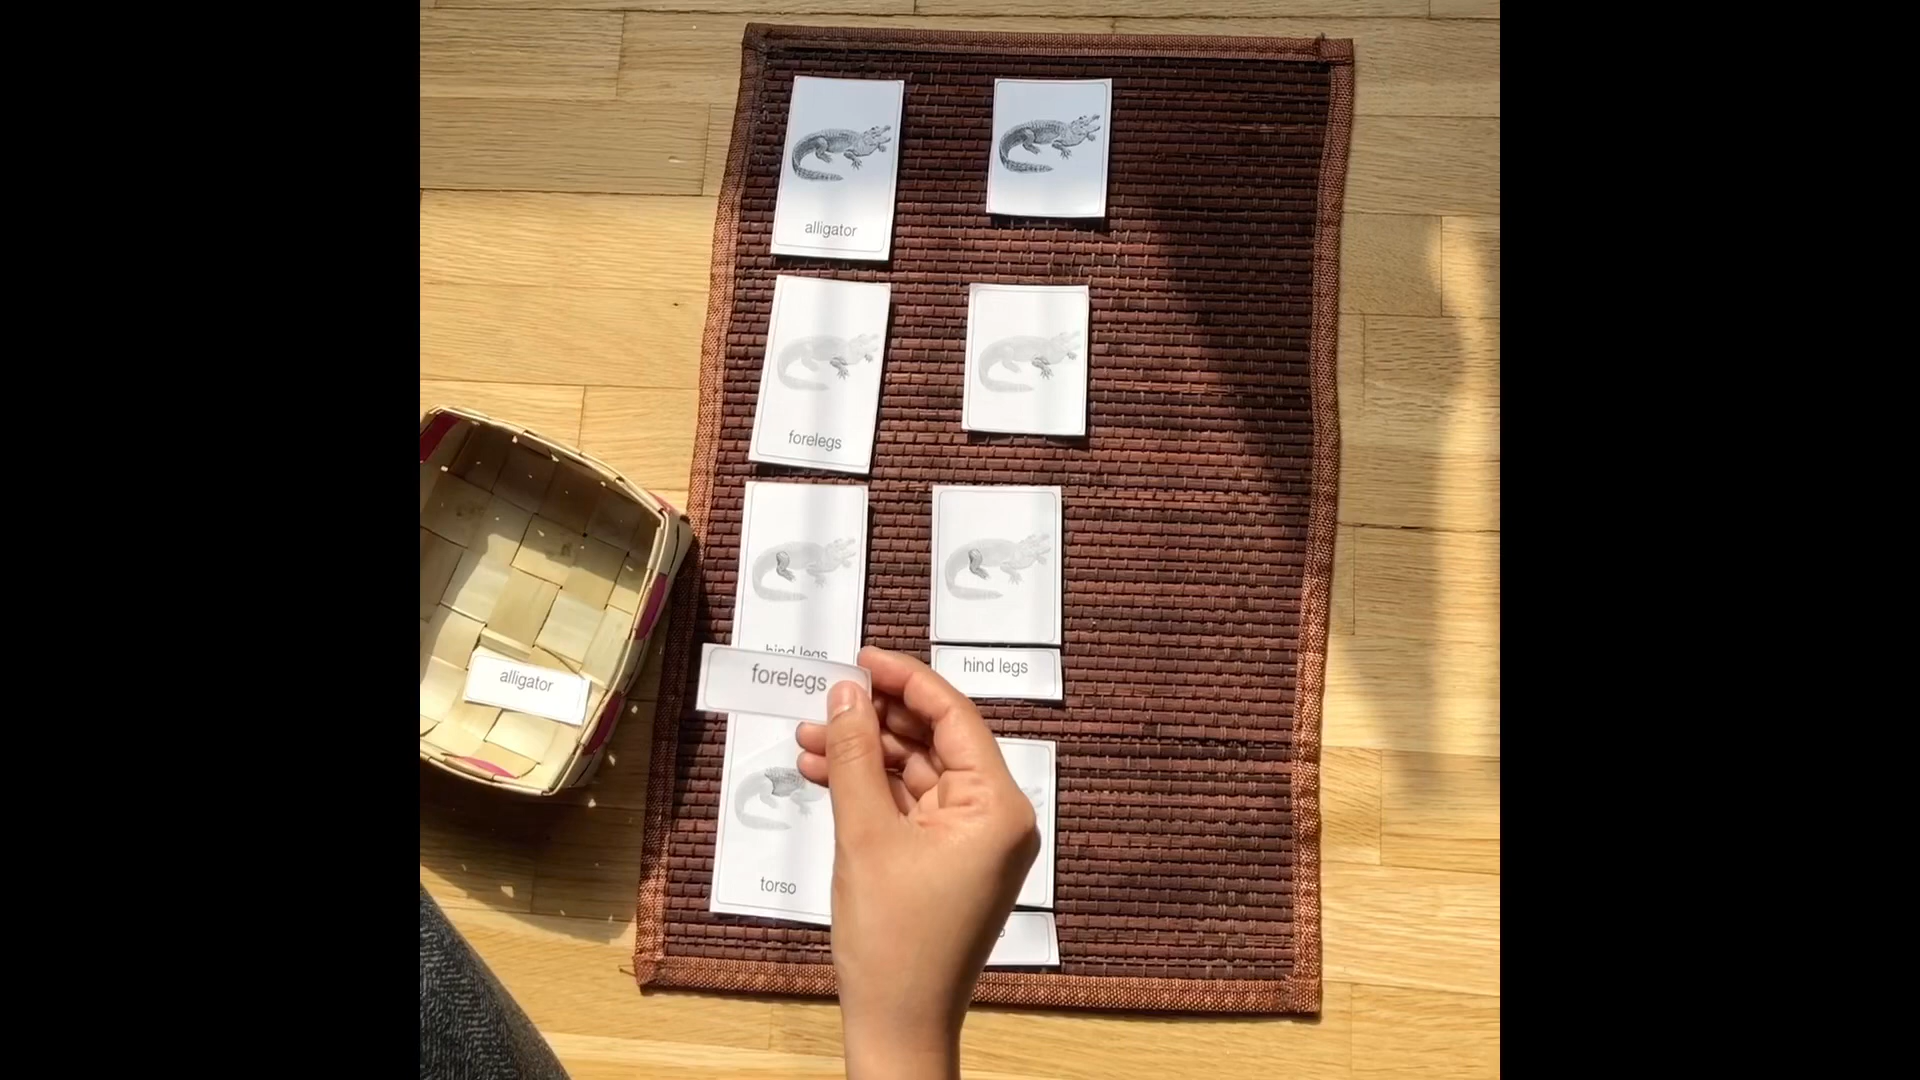 alligator
forelegs
hind legs
hind legs
forelegs
alligator
torso